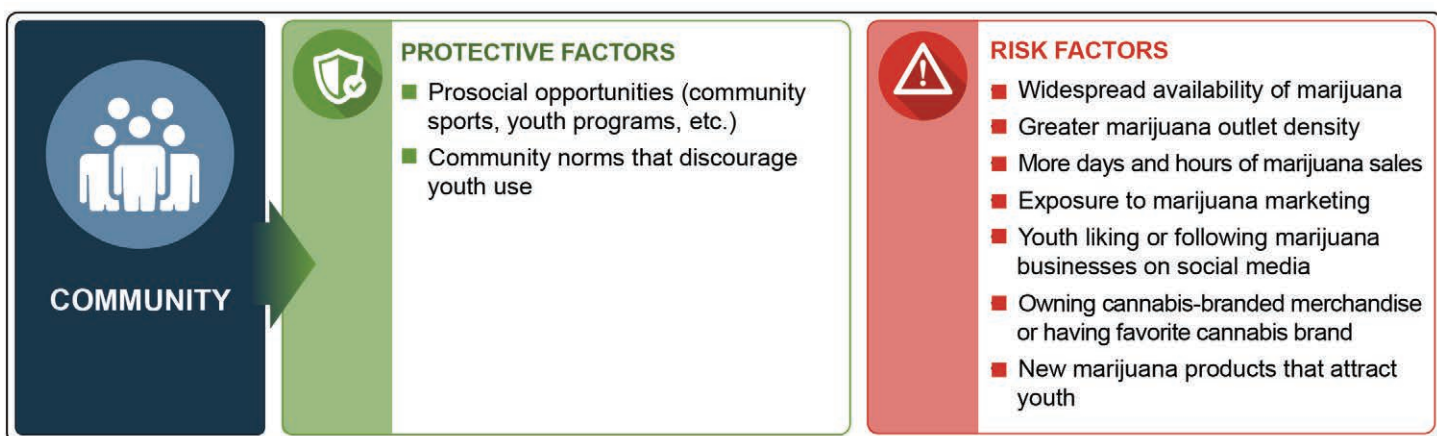 COMMUNITY
PROTECTIVE FACTORS
■ Prosocial opportunities (community
sports, youth programs, etc.)
■ Community norms that discourage
youth use
RISK FACTORS
■ Widespread availability of marijuana
■ Greater marijuana outlet density
■ More days and hours of marijuana sales
■ Exposure to marijuana marketing
■ Youth liking or following marijuana
businesses on social media
■ Owning cannabis-branded merchandise
or having favorite cannabis brand
■ New marijuana products that attract
youth